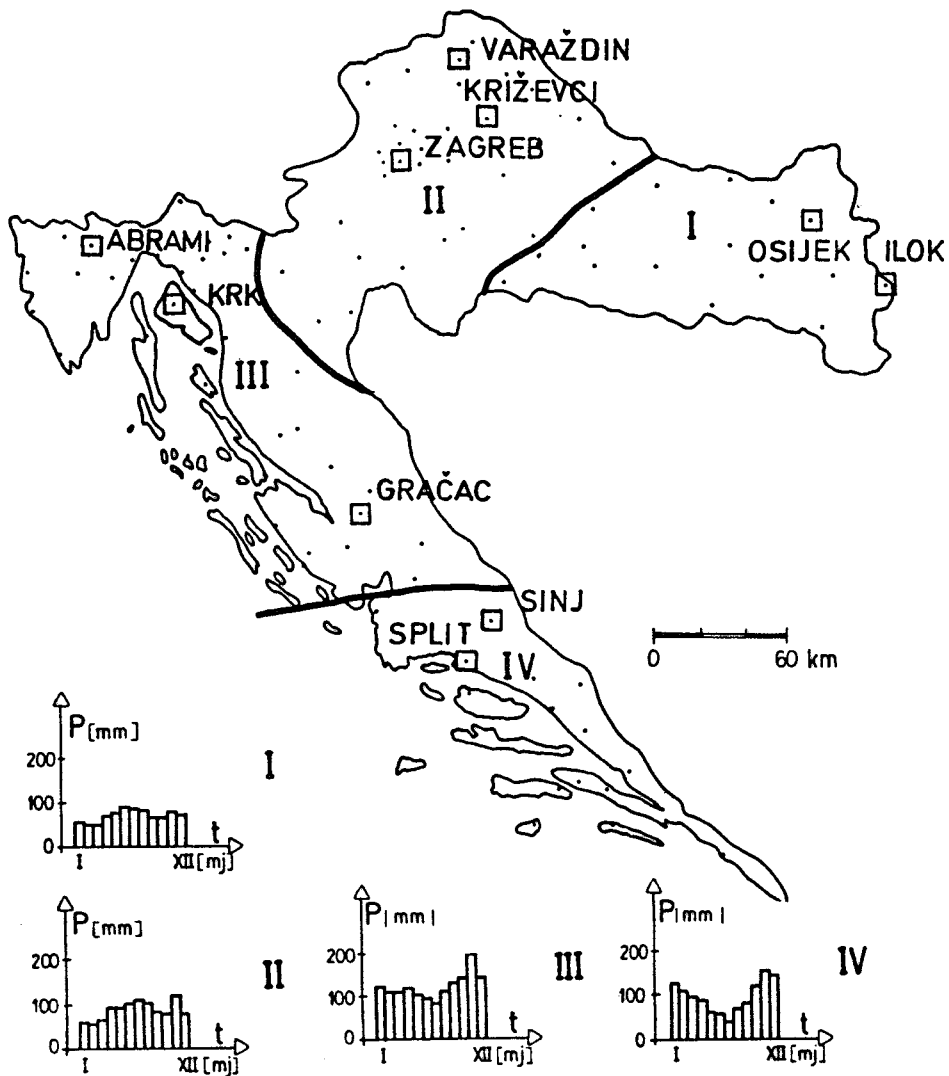 VARAŽDIN
KRIŽEVCI
ZAGREB
II
I
ABRAMI
OSIJEK ILOK
KRK
III
GRAČAC
SINJ
SPLIT
IV.
0 60 km
P[mm]
I
200
100
0
t
I XII[mj]
P[mm]
II
200
100
0
t
I XII[mj]
P|mm|
III
200
100
0
t
I XII[mj]
P|mm|
IV
200
100
0
t
I XII[mj]